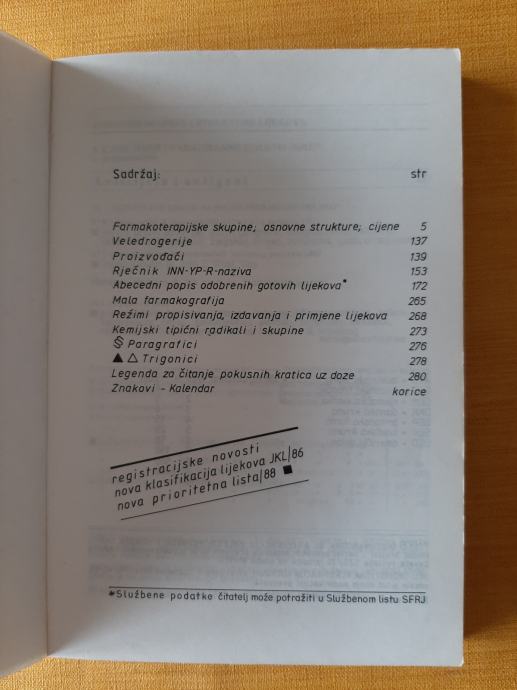 Sadržaj: str
Farmakoterapijske skupine; osnovne strukture; cijene 5
Veledrogerije 137
Proizvođači 139
Rječnik INN-YP-R-naziva 153
Abecedni popis odobrenih gotovih lijekova* 172
Mala farmakografija 265
Režimi propisivanja, izdavanja i primjene lijekova 268
Kemijski tipični radikali i skupine 273
§ Paragrafici 276
▲ △ Trigonici 278
Legenda za čitanje pokusnih kratica uz doze 280
Znakovi - Kalendar korice
registracijske novosti
nova klasifikacija lijekova JKL/86
nova prioritetna lista/88 ■
*Službene podatke čitatelj može potražiti u Službenom listu SFRJ